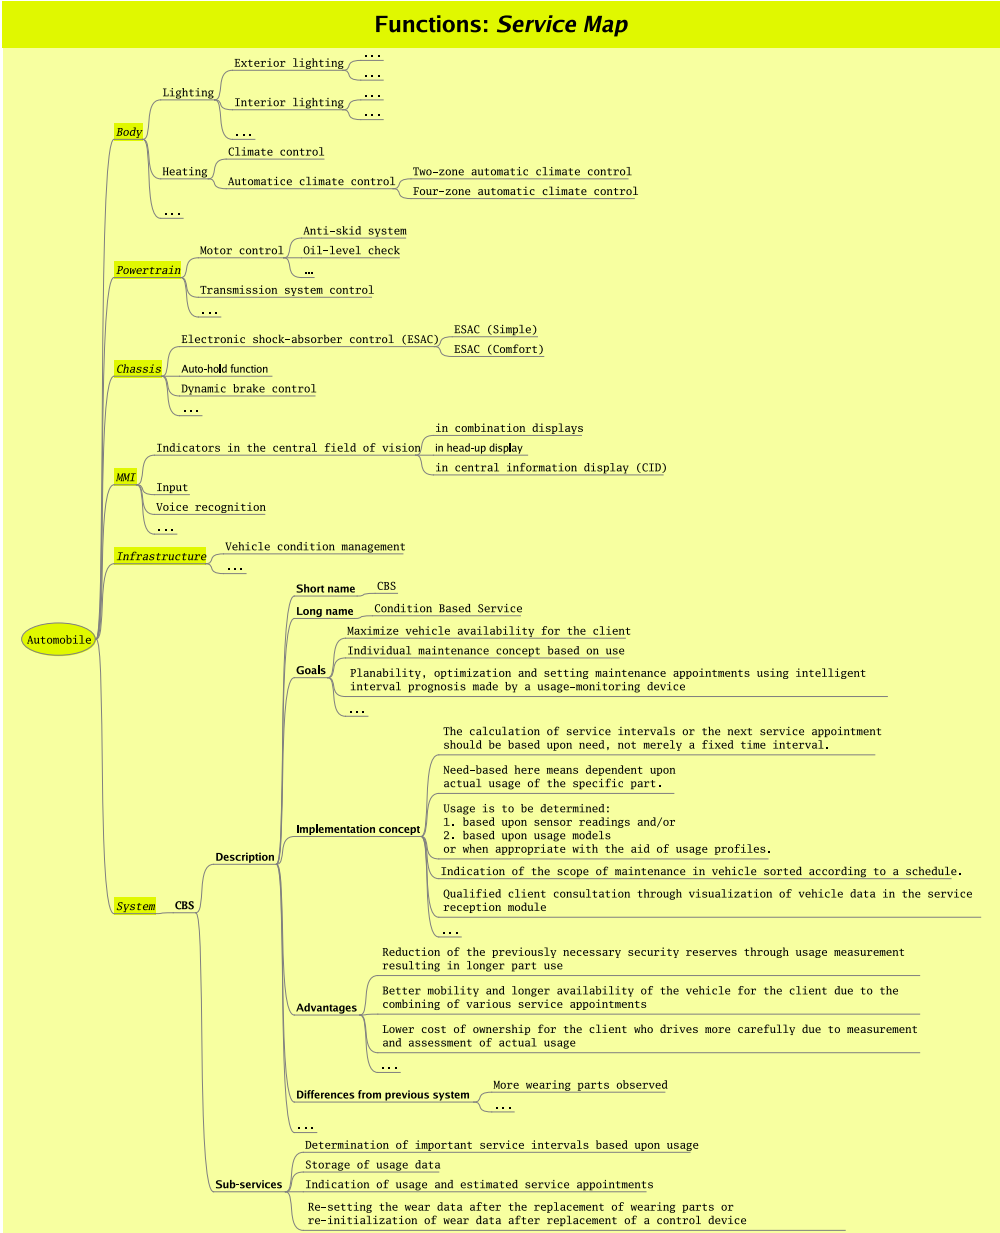 Functions: Service Map
...
Exterior lighting
...
Lighting
...
Interior lighting
...
Body
...
Climate control
Heating
Two-zone automatic climate control
Automatice climate control
Four-zone automatic climate control
...
Anti-skid system
Motor control
Oil-level check
Powertrain
...
Transmission system control
...
ESAC (Simple)
Electronic shock-absorber control (ESAC)
ESAC (Comfort)
Chassis
Auto-hold function
Dynamic brake control
...
in combination displays
Indicators in the central field of vision
in head-up display
in central information display (CID)
MMI
Input
Voice recognition
...
Vehicle condition management
Infrastructure
...
Automobile
Short name
CBS
Long name
Condition Based Service
Maximize vehicle availability for the client
Individual maintenance concept based on use
Goals
Planability, optimization and setting maintenance appointments using intelligent
interval prognosis made by a usage-monitoring device
...
The calculation of service intervals or the next service appointment
should be based upon need, not merely a fixed time interval.
Need-based here means dependent upon
actual usage of the specific part.
Usage is to be determined:
1. based upon sensor readings and/or
2. based upon usage models
or when appropriate with the aid of usage profiles.
Implementation concept
Indication of the scope of maintenance in vehicle sorted according to a schedule.
Qualified client consultation through visualization of vehicle data in the service
reception module
...
Description
System
CBS
Reduction of the previously necessary security reserves through usage measurement
resulting in longer part use
Better mobility and longer availability of the vehicle for the client due to the
combining of various service appointments
Advantages
Lower cost of ownership for the client who drives more carefully due to measurement
and assessment of actual usage
...
More wearing parts observed
Differences from previous system
...
...
Determination of important service intervals based upon usage
Storage of usage data
Sub-services
Indication of usage and estimated service appointments
Re-setting the wear data after the replacement of wearing parts or
re-initialization of wear data after replacement of a control device